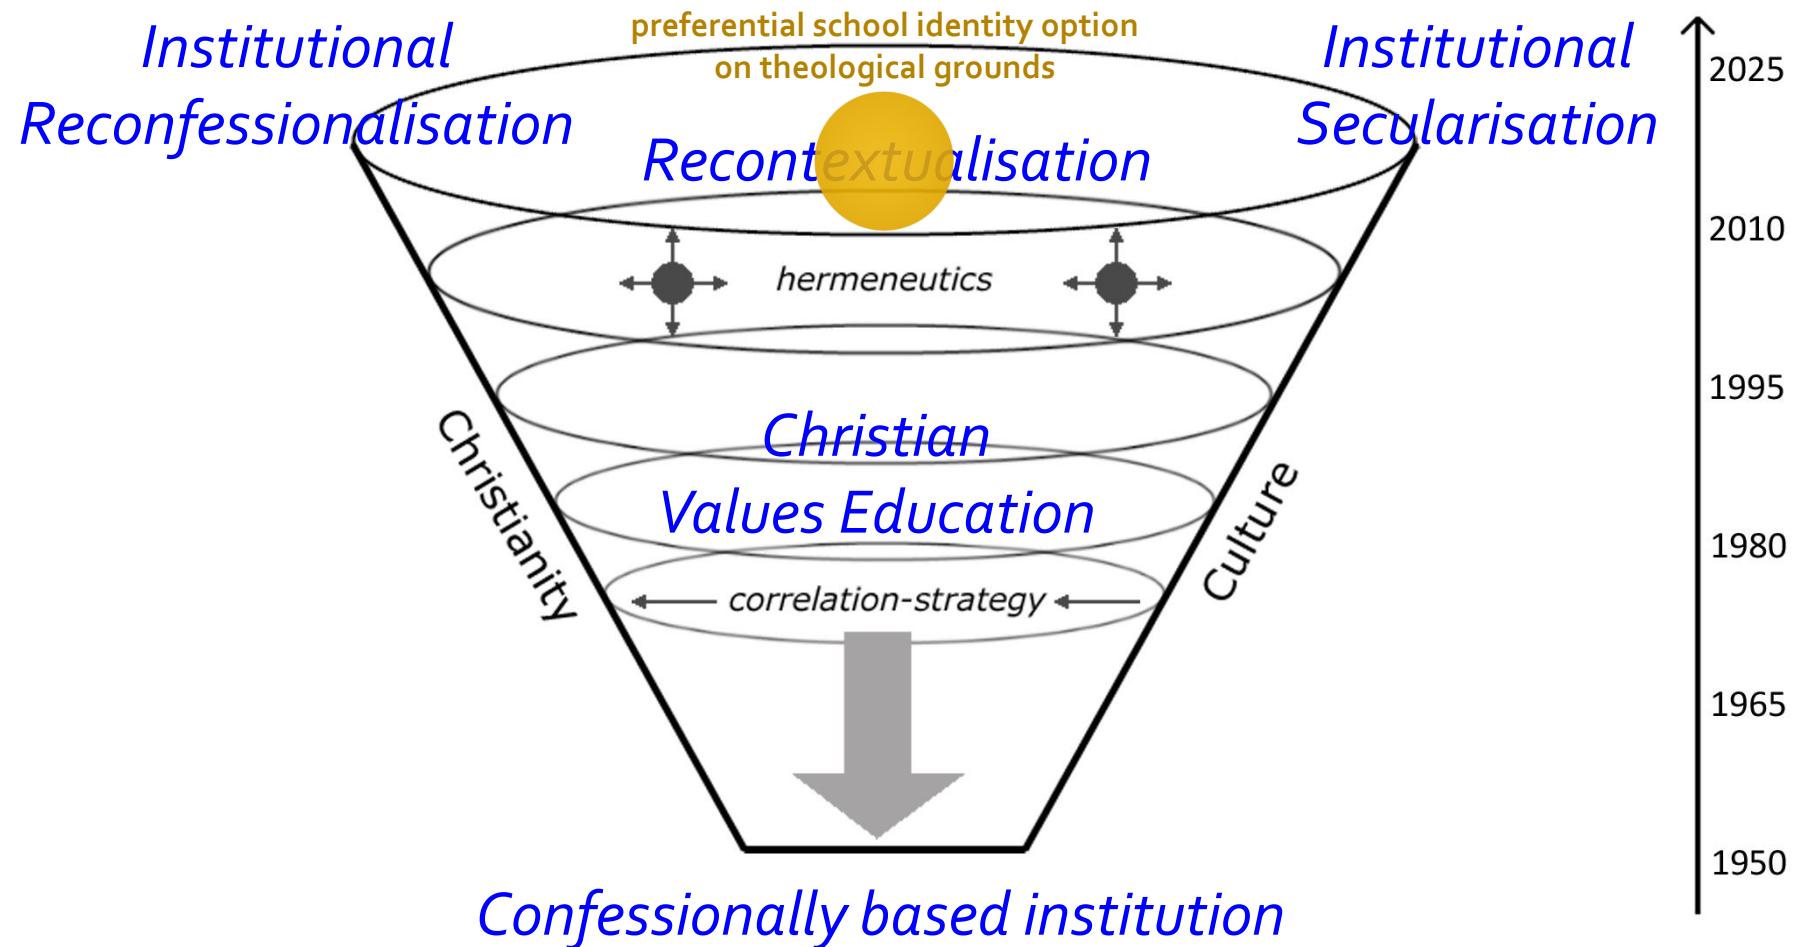 preferential school identity option
on theological grounds
Institutional
Reconfessionalisation
Institutional
Secularisation
Recontextualisation
hermeneutics
Christian
Values Education
correlation-strategy
Christianity
Culture
Confessionally based institution
2025
2010
1995
1980
1965
1950